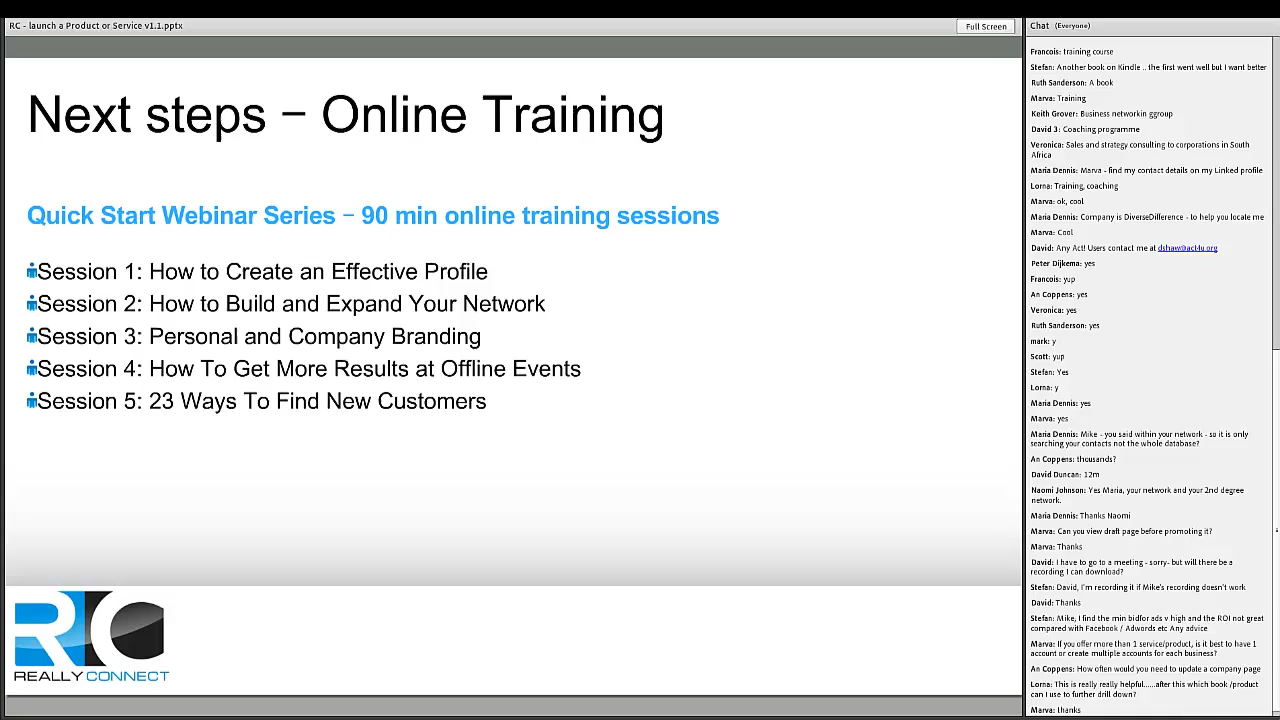 RC - launch a Product or Service v1.1.pptx
Full Screen
Next steps – Online Training
Quick Start Webinar Series – 90 min online training sessions
Session 1: How to Create an Effective Profile
Session 2: How to Build and Expand Your Network
Session 3: Personal and Company Branding
Session 4: How To Get More Results at Offline Events
Session 5: 23 Ways To Find New Customers
RC
REALLYCONNECT
Chat (Everyone)
Francois: training course
Stefan: Another book on Kindle .. the first went well but I want better
Ruth Sanderson: A book
Marva: Training
Keith Grover: Business networkin ggroup
David 3: Coaching programme
Veronica: Sales and strategy consulting to corporations in South
Africa
Maria Dennis: Marva - find my contact details on my Linked profile
Lorna: Training, coaching
Marva: ok, cool
Maria Dennis: Company is DiverseDifference - to help you locate me
Marva: Cool
David: Any Act! Users contact me at dshaw@act4u.org
Peter Dijkema: yes
Francois: yup
An Coppens: yes
Veronica: yes
Ruth Sanderson: yes
mark: y
Scott: yup
Stefan: Yes
Lorna: y
Maria Dennis: yes
Marva: yes
Maria Dennis: Mike - you said within your network - so it is only
searching your contacts not the whole database?
An Coppens: thousands?
David Duncan: 12m
Naomi Johnson: Yes Maria, your network and your 2nd degree
network.
Maria Dennis: Thanks Naomi
Marva: Can you view draft page before promoting it?
Marva: Thanks
David: I have to go to a meeting - sorry- but will there be a
recording I can download?
Stefan: David, I'm recording it if Mike's recording doesn't work
David: Thanks
Stefan: Mike, I find the min bidfor ads v high and the ROI not great
compared with Facebook / Adwords etc Any advice
Marva: If you offer more than 1 service/product, is it best to have 1
account or create multiple accounts for each business?
An Coppens: How often would you need to update a company page
Lorna: This is really really helpful......after this which book /product
can I use to further drill down?
Marva: thanks